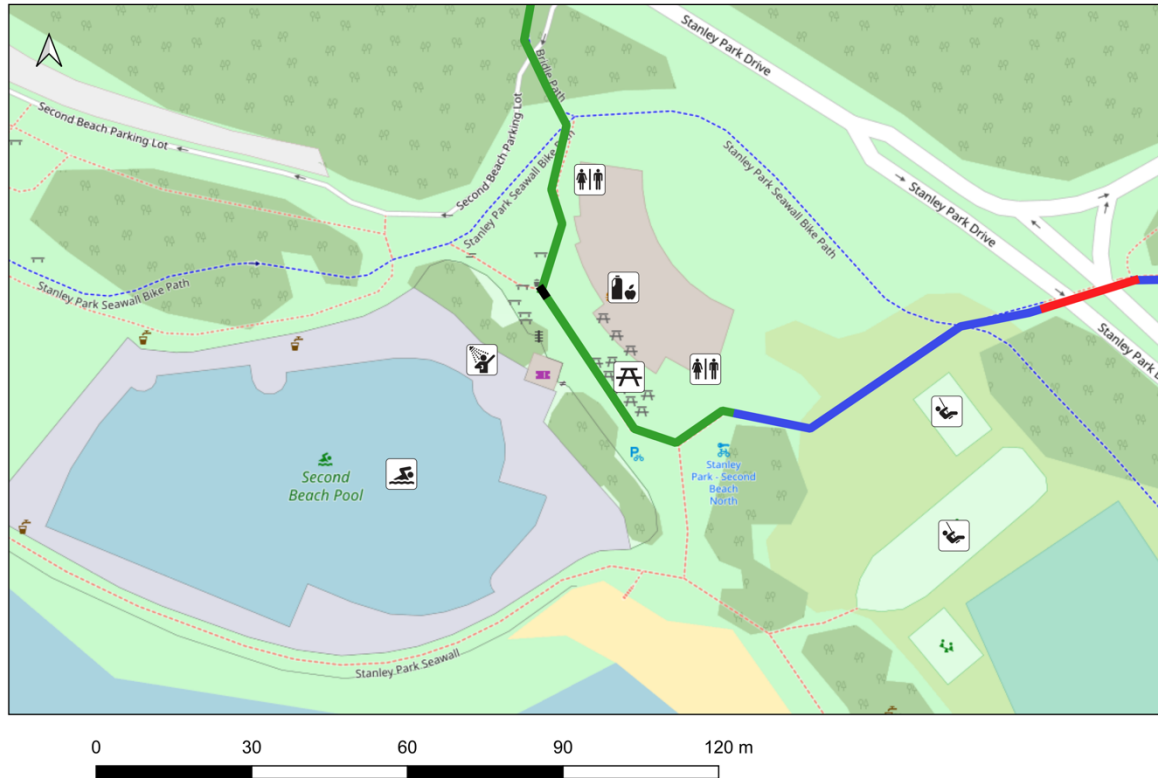 Stanley Park Drive
Bridle Path
Second Beach Parking Lot
Second Beach Parking Lot
Stanley Park Seawall Bike
Stanley Park Seawall Bike Path
Stanley Park Drive
Stanley Park Seawall Bike Path
Stanley Park
P
Second
Beach Pool
Stanley
Park - Second
Beach
North
Stanley Park Seawall
0 30 60 90 120 m